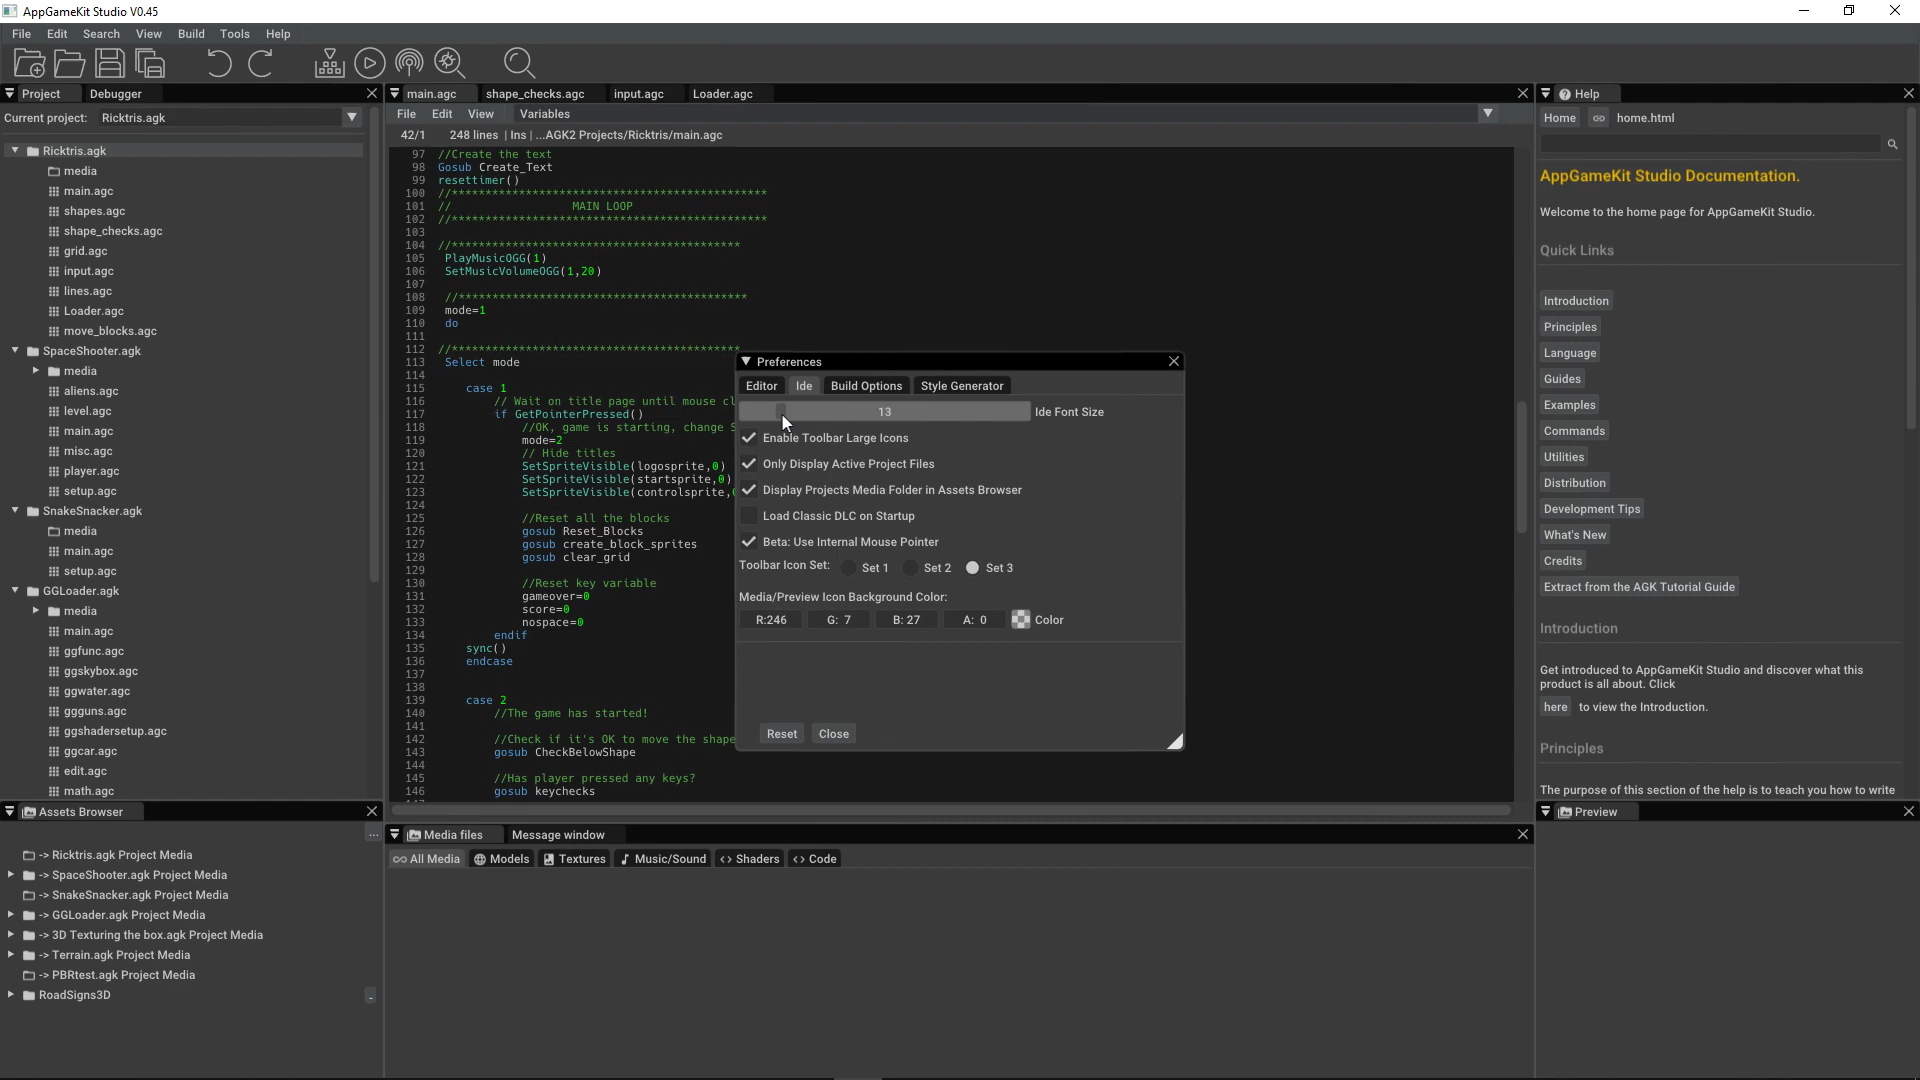 AppGameKit Studio V0.45
File Edit Search View Build Tools Help
Project Debugger
Current project: Ricktris.agk
Ricktris.agk
media
main.agc
shapes.agc
shape_checks.agc
grid.agc
input.agc
lines.agc
Loader.agc
move_blocks.agc
SpaceShooter.agk
media
aliens.agc
level.agc
main.agc
misc.agc
player.agc
setup.agc
SnakeSnacker.agk
media
main.agc
setup.agc
GGLoader.agk
media
main.agc
ggfunc.agc
ggskybox.agc
ggwater.agc
ggguns.agc
ggshadersetup.agc
ggcar.agc
edit.agc
math.agc
Assets Browser
...
-> Ricktris.agk Project Media
-> SpaceShooter.agk Project Media
-> SnakeSnacker.agk Project Media
-> GGLoader.agk Project Media
-> 3D Texturing the box.agk Project Media
-> Terrain.agk Project Media
-> PBRtest.agk Project Media
RoadSigns3D
main.agc shape_checks.agc input.agc Loader.agc
File Edit View Variables
42/1 248 lines | Ins | ...AGK2 Projects/Ricktris/main.agc
97 //Create the text
98 Gosub Create_Text
99 resettimer()
100 //***********************************************
101 // MAIN LOOP
102 //***********************************************
103
104 //*******************************************
105 PlayMusicOGG(1)
106 SetMusicVolumeOGG(1,20)
107
108 //*******************************************
109 mode=1
110 do
111
112 //*******************************************
113 Select mode
114
115 case 1
116 // Wait on title page until mouse cl
117 if GetPointerPressed()
118 //OK, game is starting, change S
119 mode=2
120 // Hide titles
121 SetSpriteVisible(logosprite,0)
122 SetSpriteVisible(startsprite,0)
123 SetSpriteVisible(controlsprite,
124
125 //Reset all the blocks
126 gosub Reset_Blocks
127 gosub create_block_sprites
128 gosub clear_grid
129
130 //Reset key variable
131 gameover=0
132 score=0
133 nospace=0
134 endif
135 sync()
136 endcase
137
138
139 case 2
140 //The game has started!
141
142 //Check if it's OK to move the shape
143 gosub CheckBelowShape
144
145 //Has player pressed any keys?
146 gosub keychecks
Preferences
Editor Ide Build Options Style Generator
13 Ide Font Size
Enable Toolbar Large Icons
Only Display Active Project Files
Display Projects Media Folder in Assets Browser
Load Classic DLC on Startup
Beta: Use Internal Mouse Pointer
Toolbar Icon Set: Set 1 Set 2 Set 3
Media/Preview Icon Background Color:
R:246 G: 7 B: 27 A: 0 Color
Reset Close
Media files Message window
All Media Models Textures Music/Sound Shaders Code
Help
Home home.html
AppGameKit Studio Documentation.
Welcome to the home page for AppGameKit Studio.
Quick Links
Introduction
Principles
Language
Guides
Examples
Commands
Utilities
Distribution
Development Tips
What's New
Credits
Extract from the AGK Tutorial Guide
Introduction
Get introduced to AppGameKit Studio and discover what this
product is all about. Click
here to view the Introduction.
Principles
The purpose of this section of the help is to teach you how to write
Preview